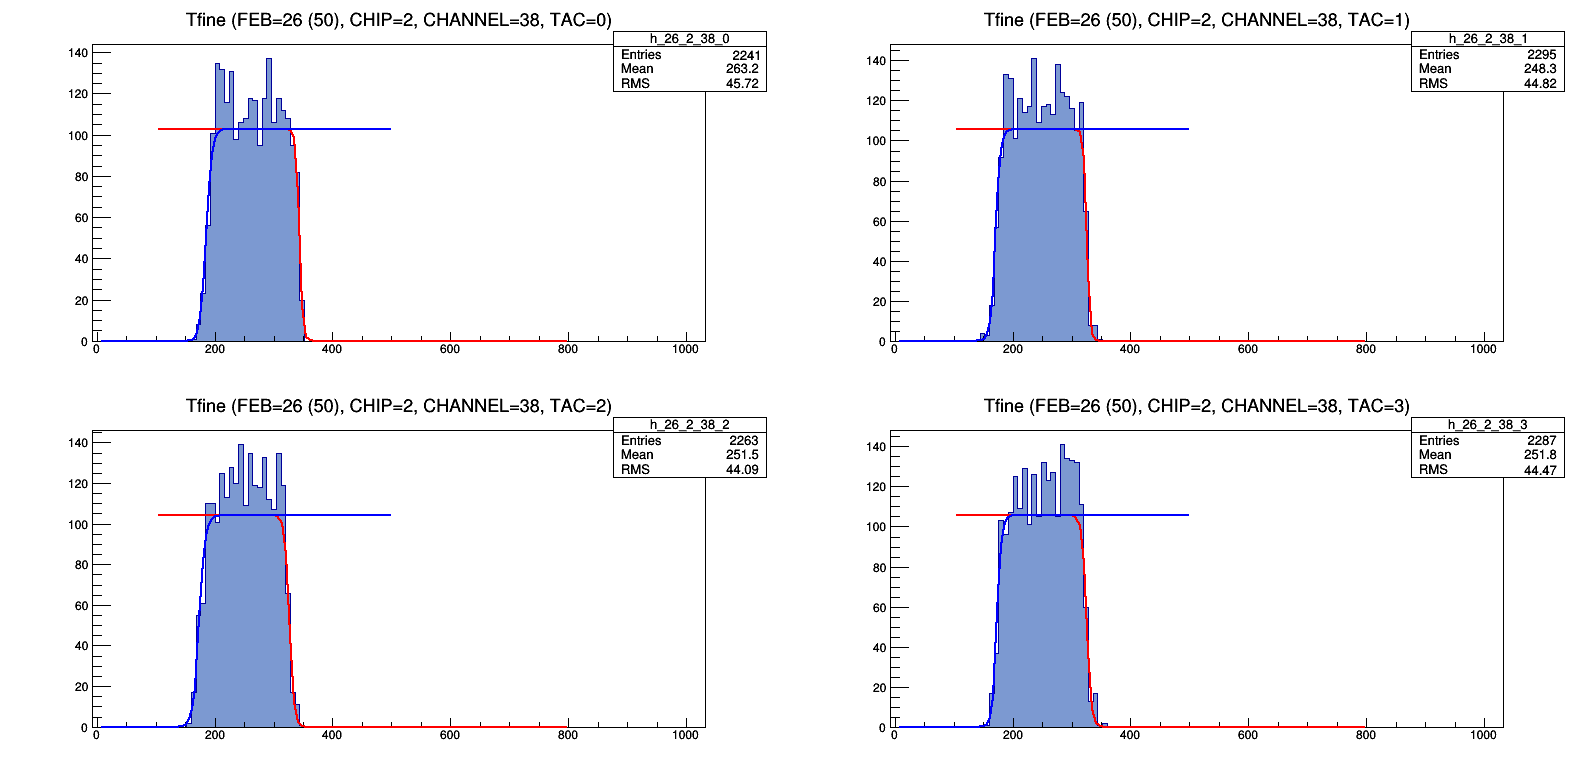 Tfine (FEB=26 (50), CHIP=2, CHANNEL=38, TAC=0)
h_26_2_38_0
Entries 2241
Mean 263.2
RMS 45.72
140
120
100
80
60
40
20
0
0 200 400 600 800 1000
Tfine (FEB=26 (50), CHIP=2, CHANNEL=38, TAC=1)
h_26_2_38_1
Entries 2295
Mean 248.3
RMS 44.82
140
120
100
80
60
40
20
0
0 200 400 600 800 1000
Tfine (FEB=26 (50), CHIP=2, CHANNEL=38, TAC=2)
h_26_2_38_2
Entries 2263
Mean 251.5
RMS 44.09
140
120
100
80
60
40
20
0
0 200 400 600 800 1000
Tfine (FEB=26 (50), CHIP=2, CHANNEL=38, TAC=3)
h_26_2_38_3
Entries 2287
Mean 251.8
RMS 44.47
140
120
100
80
60
40
20
0
0 200 400 600 800 1000